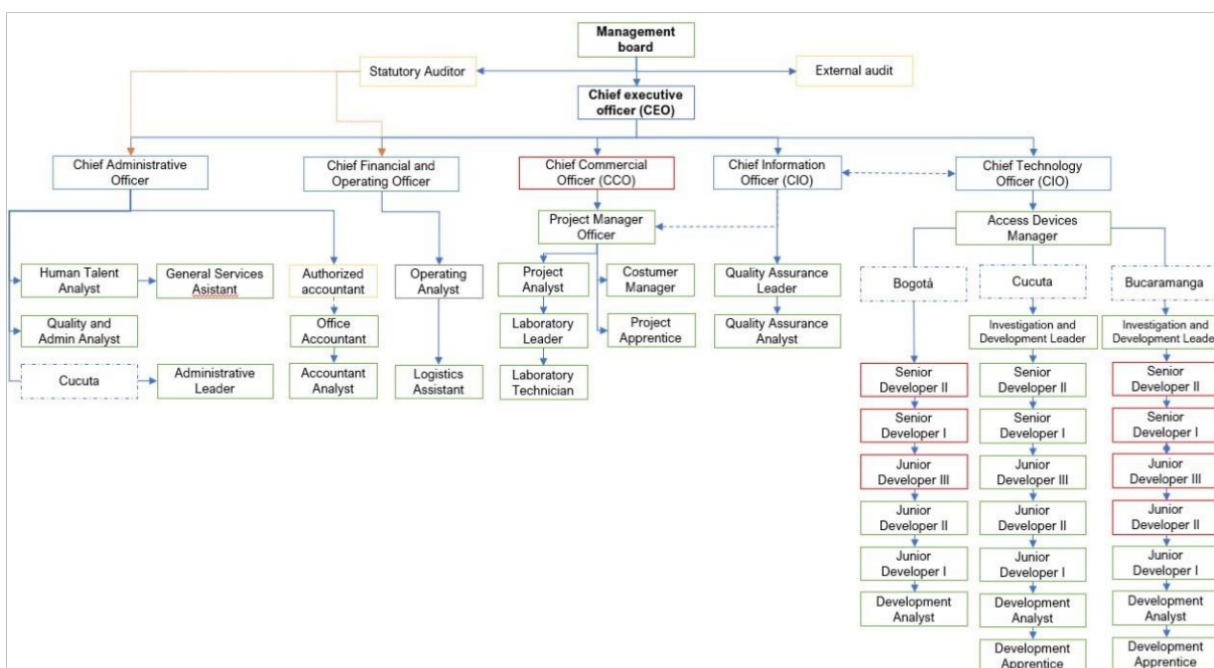 Management
board
Statutory Auditor
External audit
Chief executive
officer (CEO)
Chief Administrative
Officer
Chief Financial and
Operating Officer
Chief Commercial
Officer (CCO)
Chief Information
Officer (CIO)
Chief Technology
Officer (CIO)
Project Manager
Officer
Access Devices
Manager
Human Talent
Analyst
General Services
Asistant
Authorized
accountant
Operating
Analyst
Project
Analyst
Costumer
Manager
Quality Assurance
Leader
Bogotá
Cucuta
Bucaramanga
Quality and
Admin Analyst
Office
Accountant
Laboratory
Leader
Project
Apprentice
Quality Assurance
Analyst
Investigation and
Development Leader
Investigation and
Development Leade
Cucuta
Administrative
Leader
Accountant
Analyst
Logistics
Assistant
Laboratory
Technician
Senior
Developer II
Senior
Developer II
Senior
Developer II
Senior
Developer I
Senior
Developer I
Senior
Developer I
Junior
Developer III
Junior
Developer III
Junior
Developer III
Junior
Developer II
Junior
Developer II
Junior
Developer II
Junior
Developer I
Junior
Developer I
Junior
Developer I
Development
Analyst
Development
Analyst
Development
Analyst
Development
Apprentice
Development
Apprentice